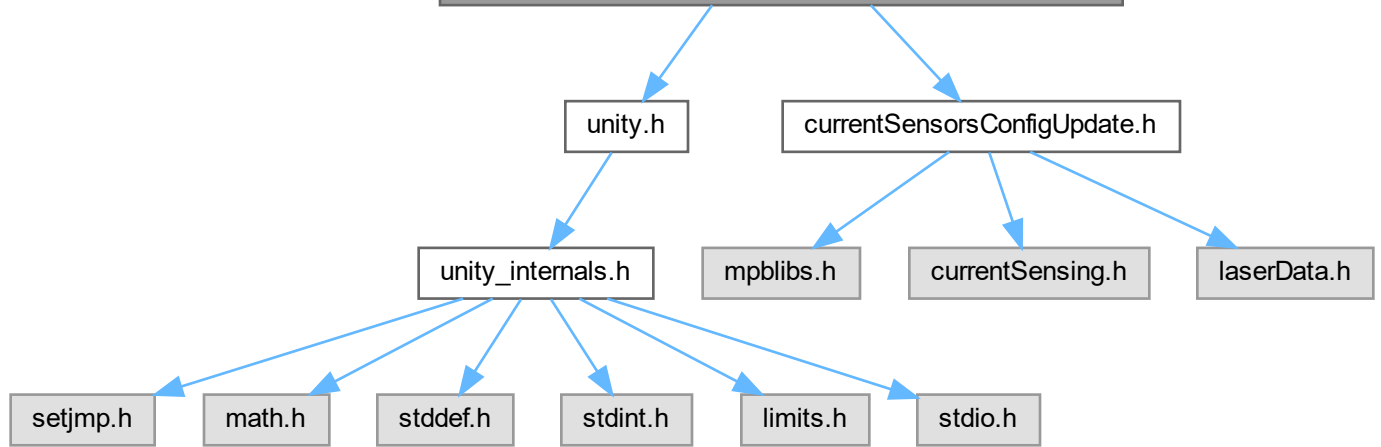 unity.h
currentSensorsConfigUpdate.h
unity_internals.h
mpblibs.h
currentSensing.h
laserData.h
setjmp.h
math.h
stddef.h
stdint.h
limits.h
stdio.h